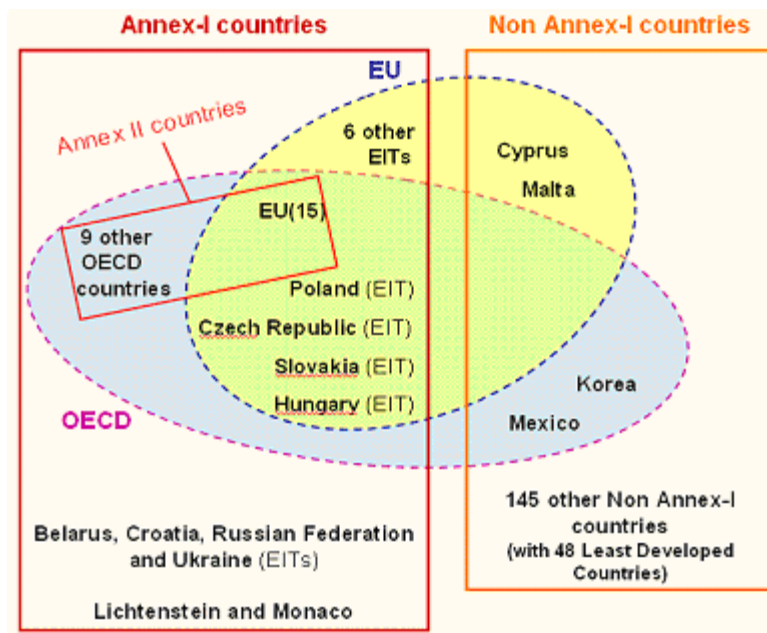 Annex-I countries
Non Annex-I countries
EU
Annex II countries
6 other
EITs
Cyprus
Malta
EU(15)
9 other
OECD
countries
Poland (EIT)
Czech Republic (EIT)
Slovakia (EIT)
Hungary (EIT)
Korea
Mexico
OECD
145 other Non Annex-I
countries
(with 48 Least Developed
Countries)
Belarus, Croatia, Russian Federation
and Ukraine (EITs)
Lichtenstein and Monaco